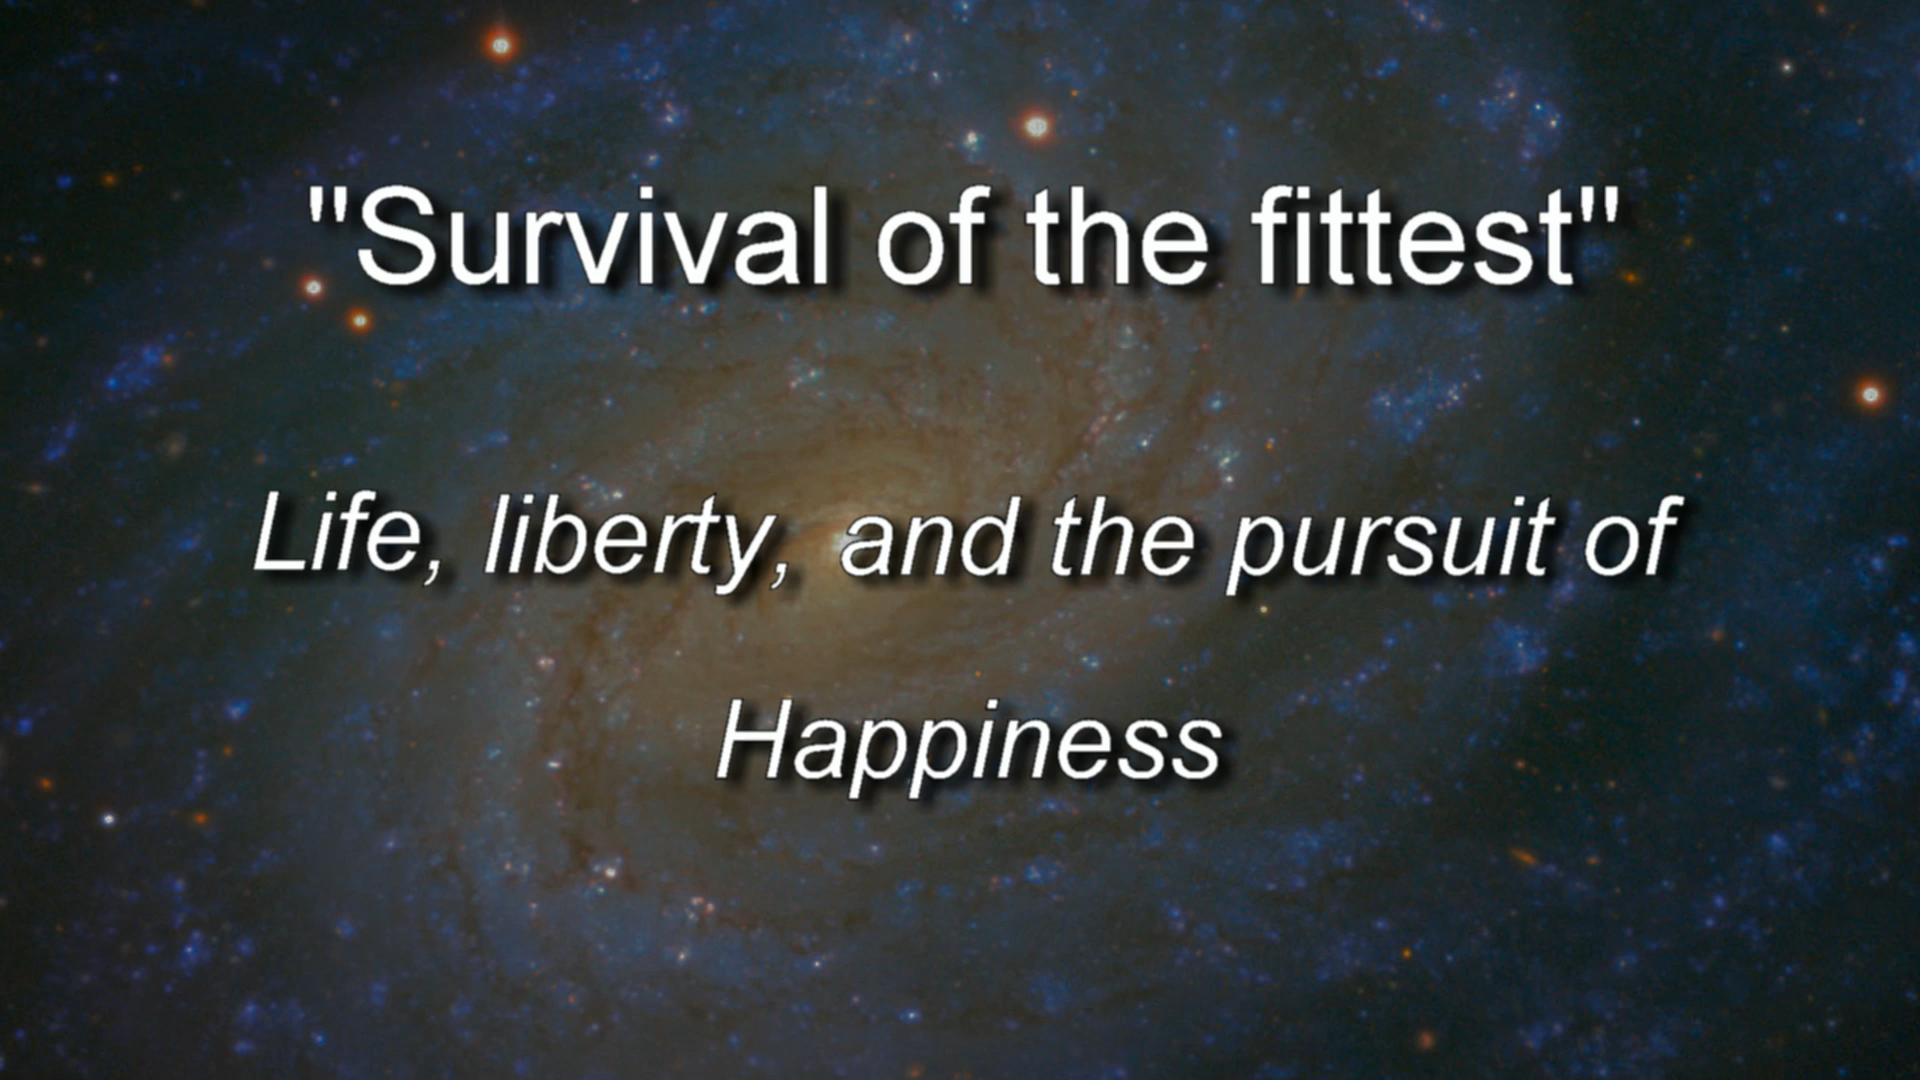 "Survival of the fittest"
Life, liberty, and the pursuit of
Happiness